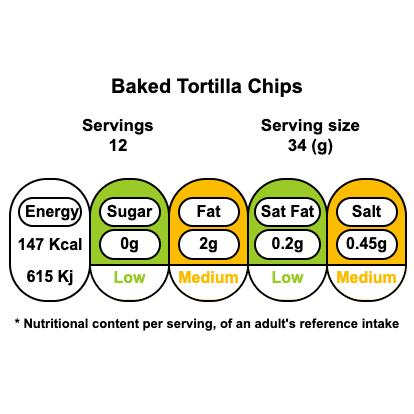 Baked Tortilla Chips
Servings
12
Serving size
34 (g)
Energy
147 Kcal
615 Kj
Sugar
0g
Low
Fat
2g
Medium
Sat Fat
0.2g
Low
Salt
0.45g
Medium
* Nutritional content per serving, of an adult's reference intake